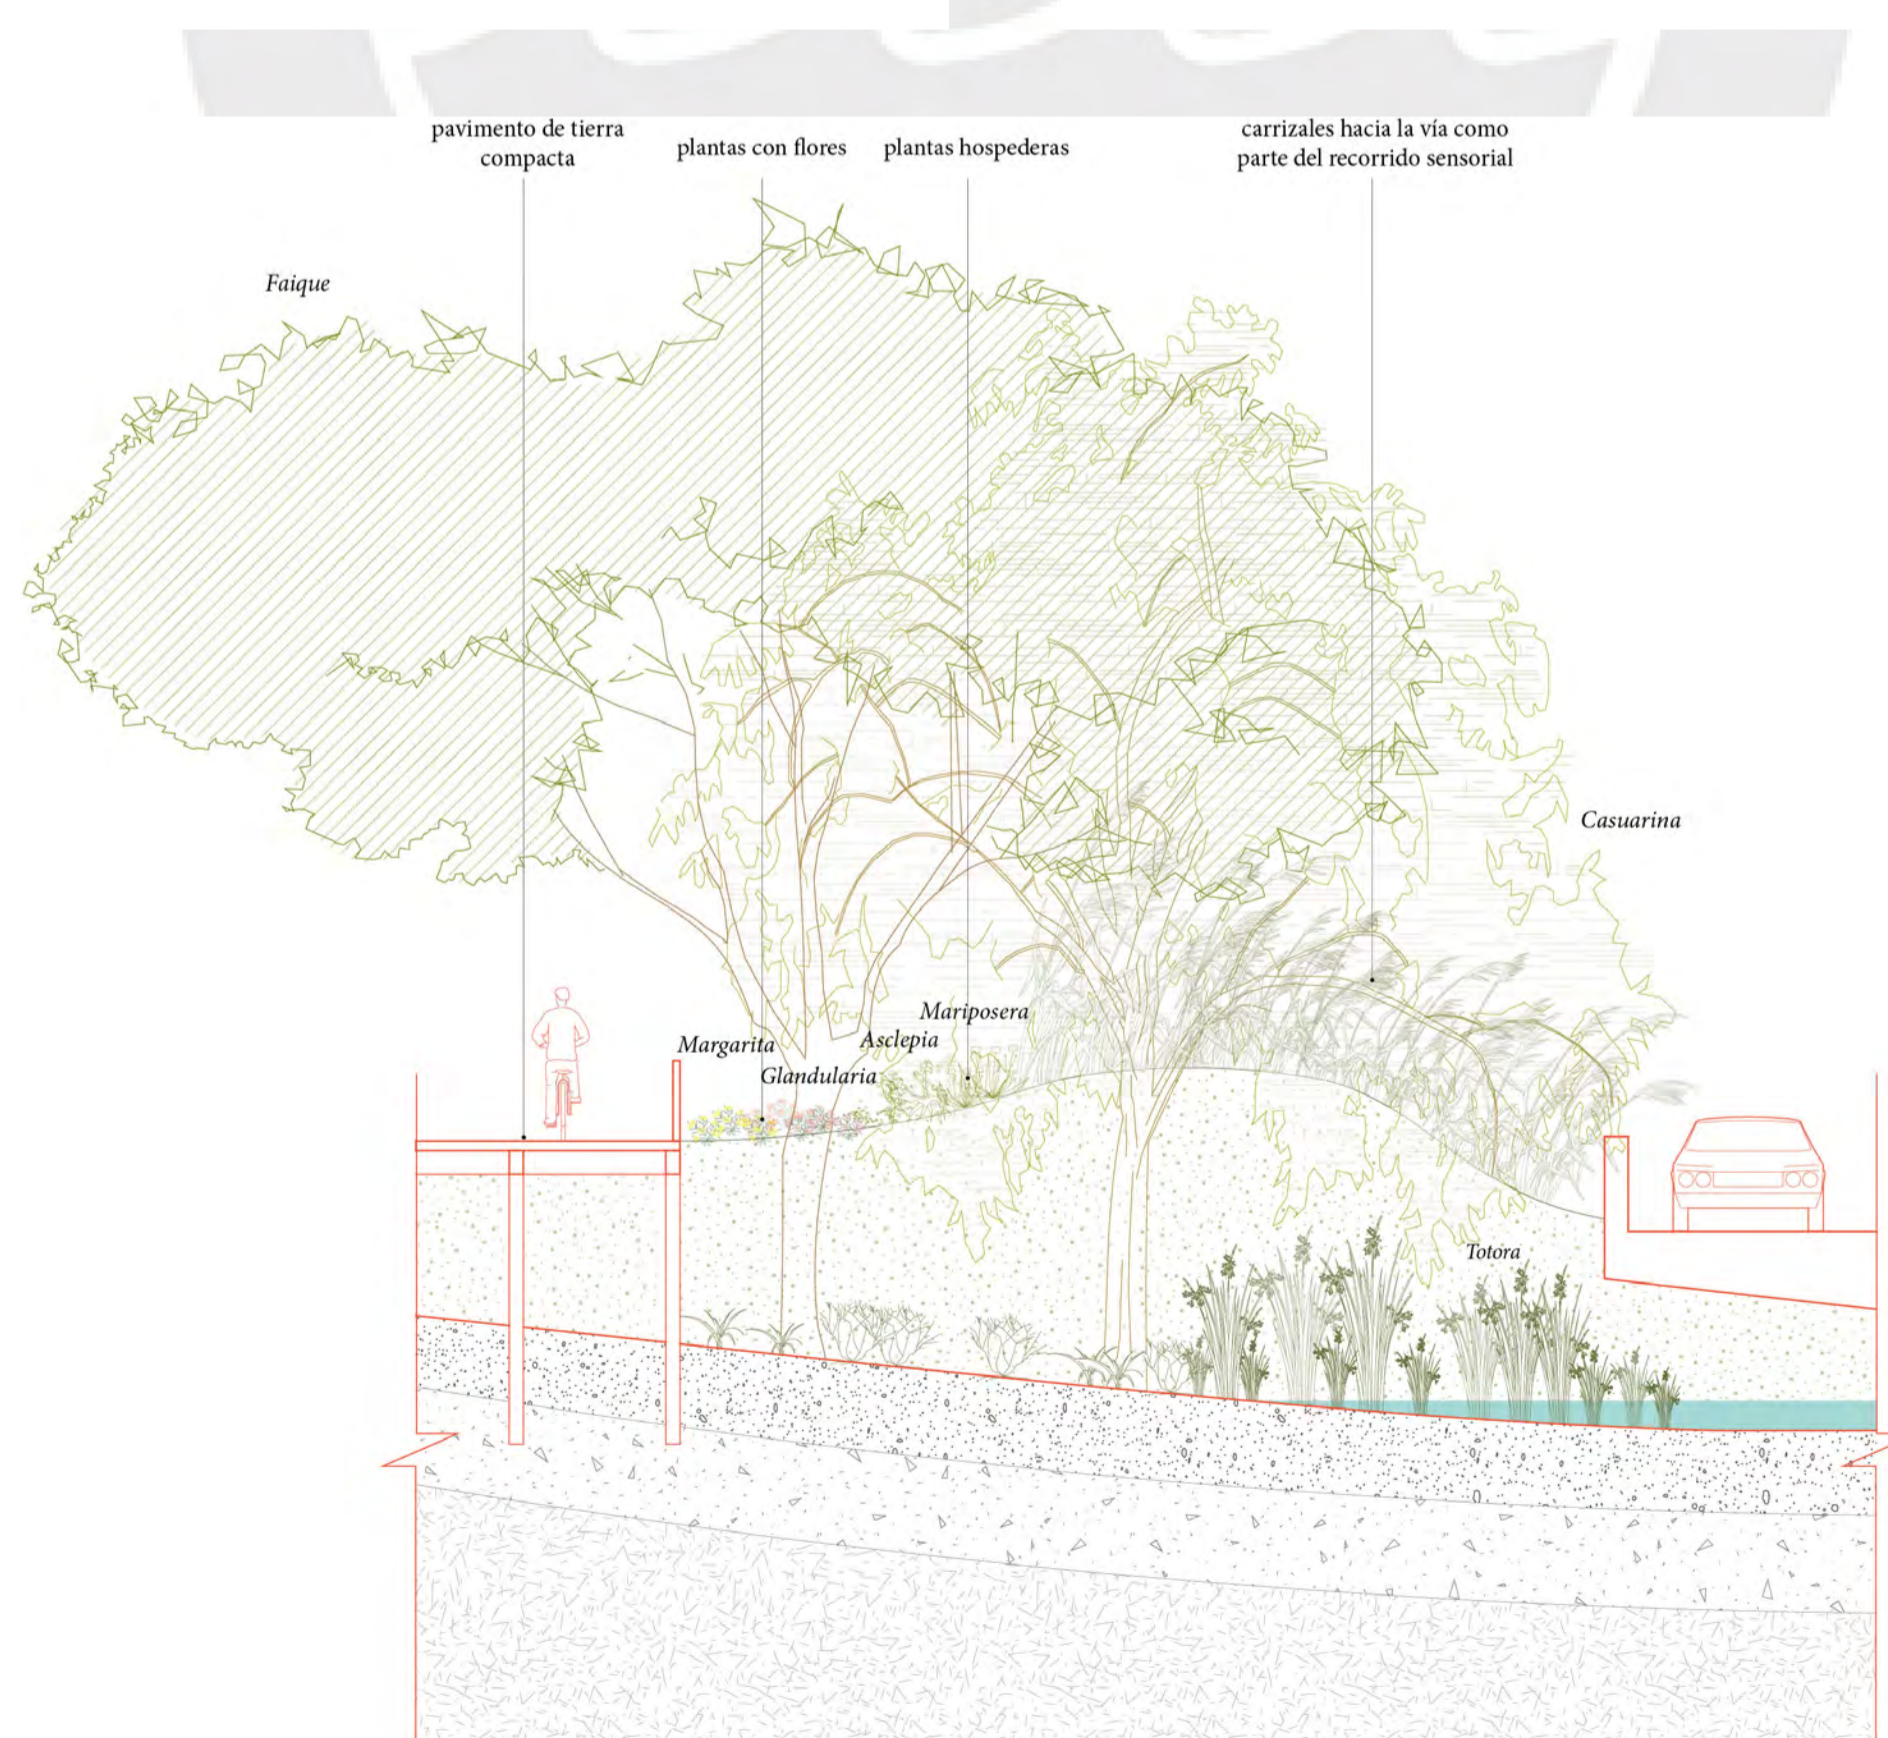 pavimento de tierra
compacta
plantas con flores
plantas hospederas
carrizales hacia la vía como
parte del recorrido sensorial
Faique
Casuarina
Mariposera
Asclepia
Margarita
Glandularia
Totora